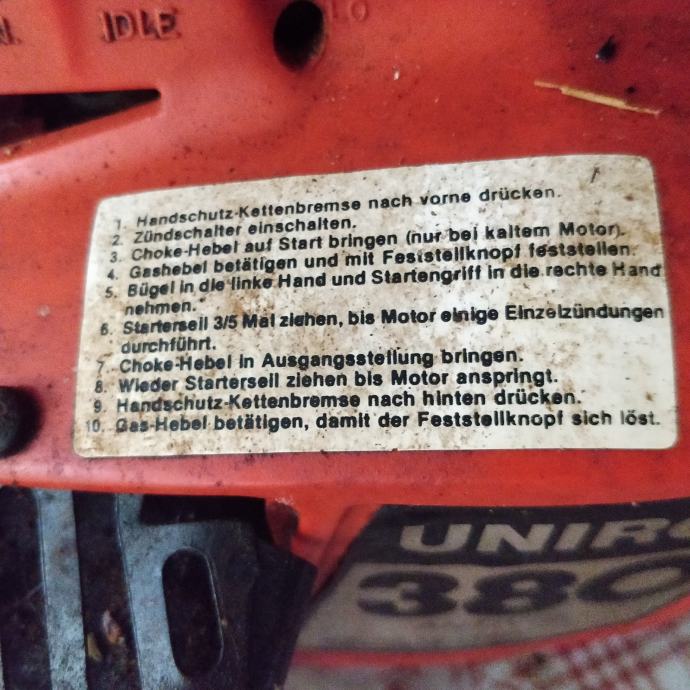 IDLE
LO
1. Handschutz-Kettenbremse nach vorne drücken.
2. Zündschalter einschalten.
3. Choke-Hebel auf Start bringen (nur bei kaltem Motor).
4. Gashebel betätigen und mit Feststellknopf feststellen.
5. Bügel in die linke Hand und Startengriff in die rechte Hand
nehmen.
6. Starterseil 3/5 Mal ziehen, bis Motor einige Einzelzündungen
durchführt.
7. Choke-Hebel in Ausgangsstellung bringen.
8. Wieder Starterseil ziehen bis Motor anspringt.
9. Handschutz-Kettenbremse nach hinten drücken.
10. Gas-Hebel betätigen, damit der Feststellknopf sich löst.
380